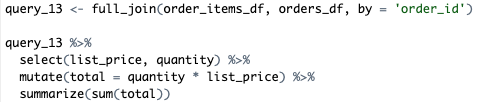 query_13 <- full_join(order_items_df, orders_df, by = 'order_id')
query_13 %>%
select(list_price, quantity) %>%
mutate(total = quantity * list_price) %>%
summarize(sum(total))